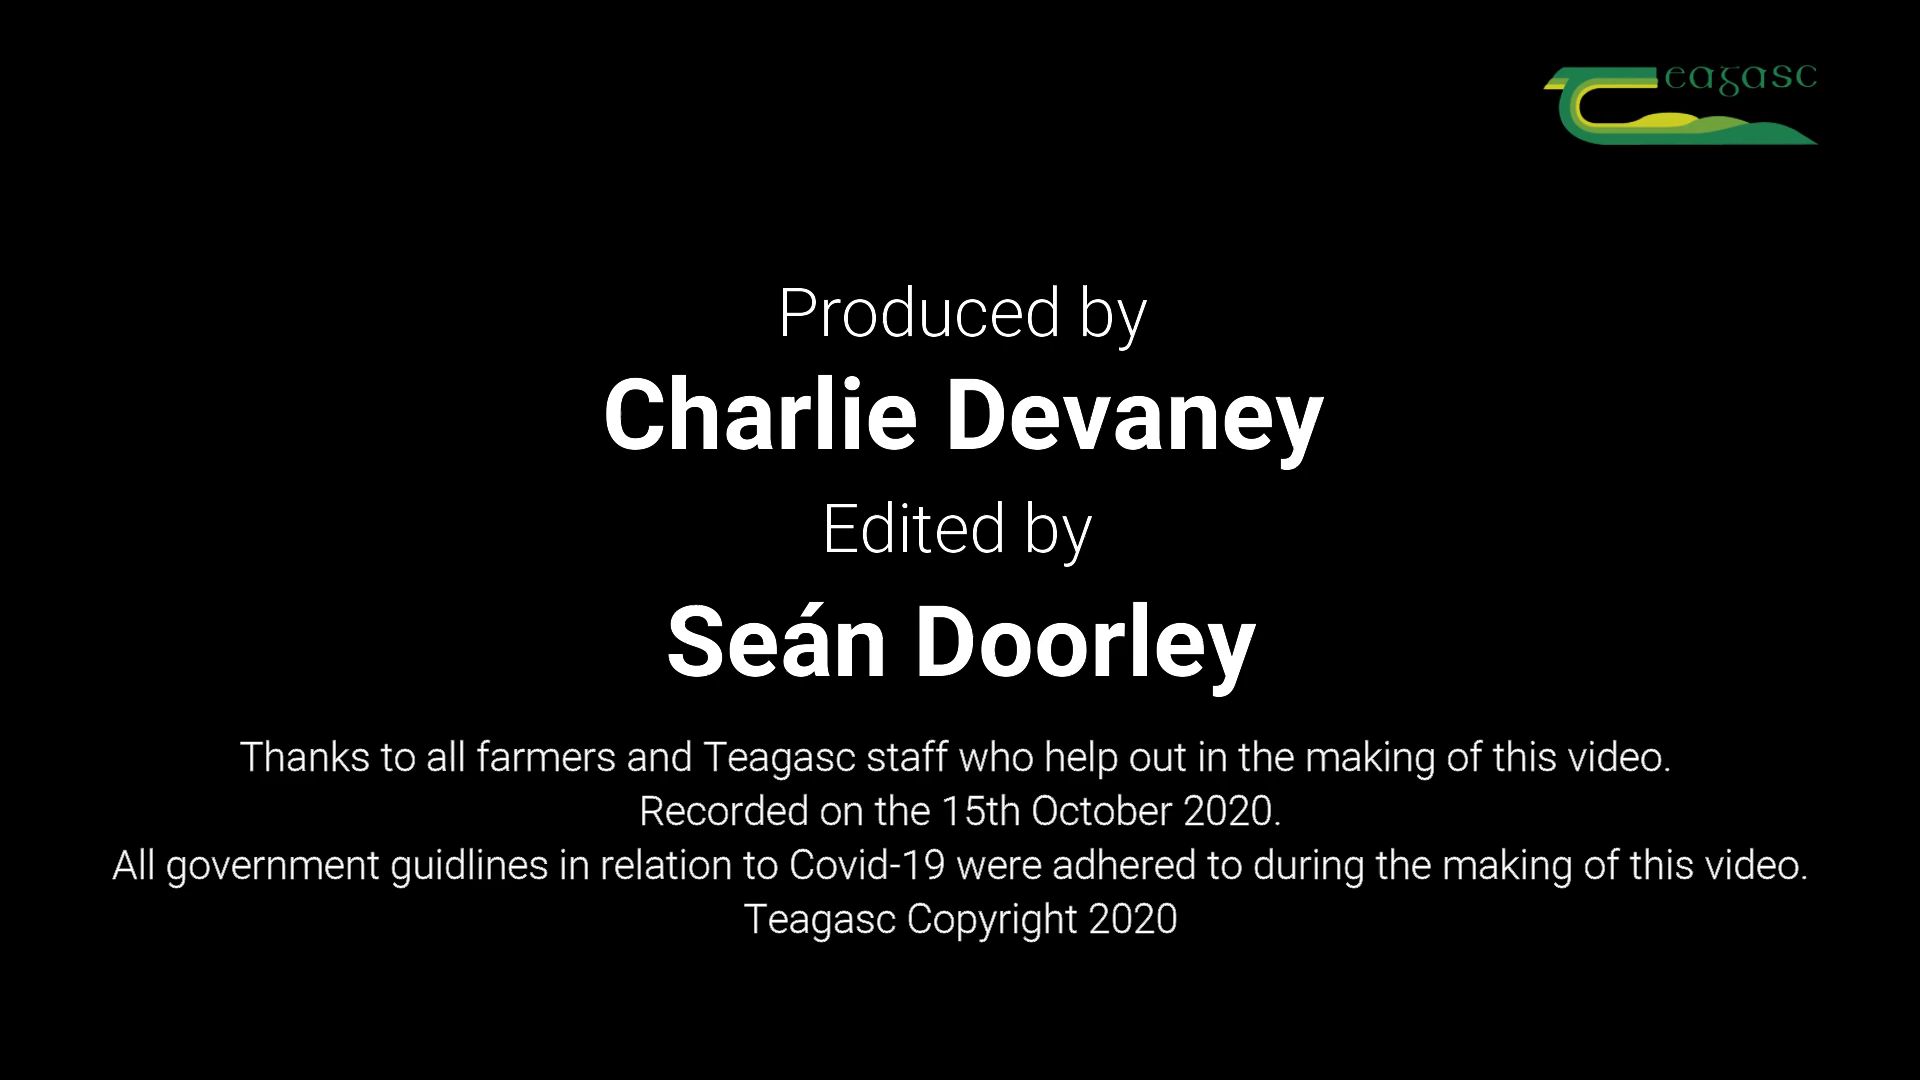 Teagasc
Produced by
Charlie Devaney
Edited by
Seán Doorley
Thanks to all farmers and Teagasc staff who help out in the making of this video.
Recorded on the 15th October 2020.
All government guidlines in relation to Covid-19 were adhered to during the making of this video.
Teagasc Copyright 2020